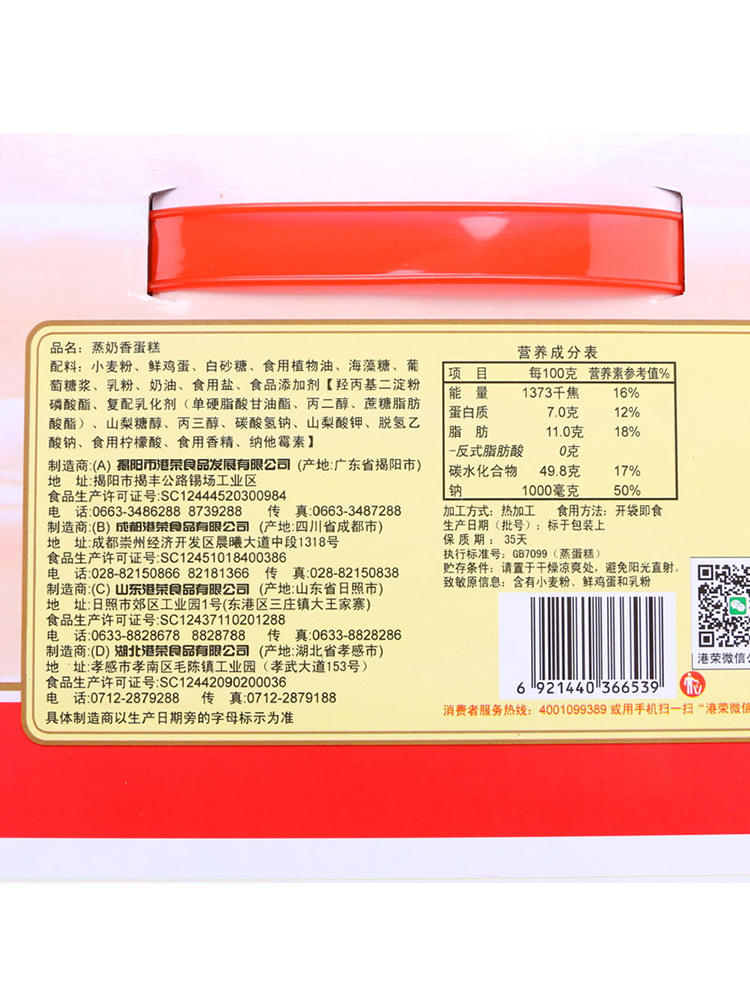 品名：蒸奶香蛋糕
配料：小麦粉、鲜鸡蛋、白砂糖、食用植物油、海藻糖、葡
萄糖浆、乳粉、奶油、食用盐、食品添加剂【羟丙基二淀粉
磷酸酯、复配乳化剂（单硬脂酸甘油酯、丙二醇、蔗糖脂肪
酸酯）、山梨糖醇、丙三醇、碳酸氢钠、山梨酸钾、脱氢乙
酸钠、食用柠檬酸、食用香精、纳他霉素】
制造商:(A) 揭阳市港荣食品发展有限公司 (产地:广东省揭阳市)
地 址:揭阳市揭丰公路锡场工业区
食品生产许可证号:SC12444520300984
电 话:0663-3486288 8739288 传 真:0663-3487288
制造商:(B) 成都港荣食品有限公司 (产地:四川省成都市)
地 址:成都崇州经济开发区晨曦大道中段1318号
食品生产许可证号:SC12451018400386
电 话:028-82150866 82181366 传 真:028-82150838
制造商:(C) 山东港荣食品有限公司 (产地:山东省日照市)
地 址:日照市郊区工业园1号(东港区三庄镇大王家寨)
食品生产许可证号:SC12437110201288
电 话:0633-8828678 8828788 传 真:0633-8828286
制造商:(D) 湖北港荣食品有限公司 (产地:湖北省孝感市)
地 址:孝感市孝南区毛陈镇工业园（孝武大道153号）
食品生产许可证号:SC12442090200036
电 话:0712-2879288 传 真:0712-2879188
具体制造商以生产日期旁的字母标示为准
营养成分表
项 目 每100克 营养素参考值%
能 量 1373千焦 16%
蛋白质 7.0克 12%
脂 肪 11.0克 18%
-反式脂肪酸 0克
碳水化合物 49.8克 17%
钠 1000毫克 50%
加工方式：热加工 食用方法：开袋即食
生产日期（批号）：标于包装上
保 质 期：35天
执行标准号：GB7099（蒸蛋糕）
贮存条件：请置于干燥凉爽处，避免阳光直射。
致敏原信息：含有小麦粉、鲜鸡蛋和乳粉
6 921440 366539
港荣微信公
消费者服务热线：4001099389 或用手机扫一扫“港荣微信